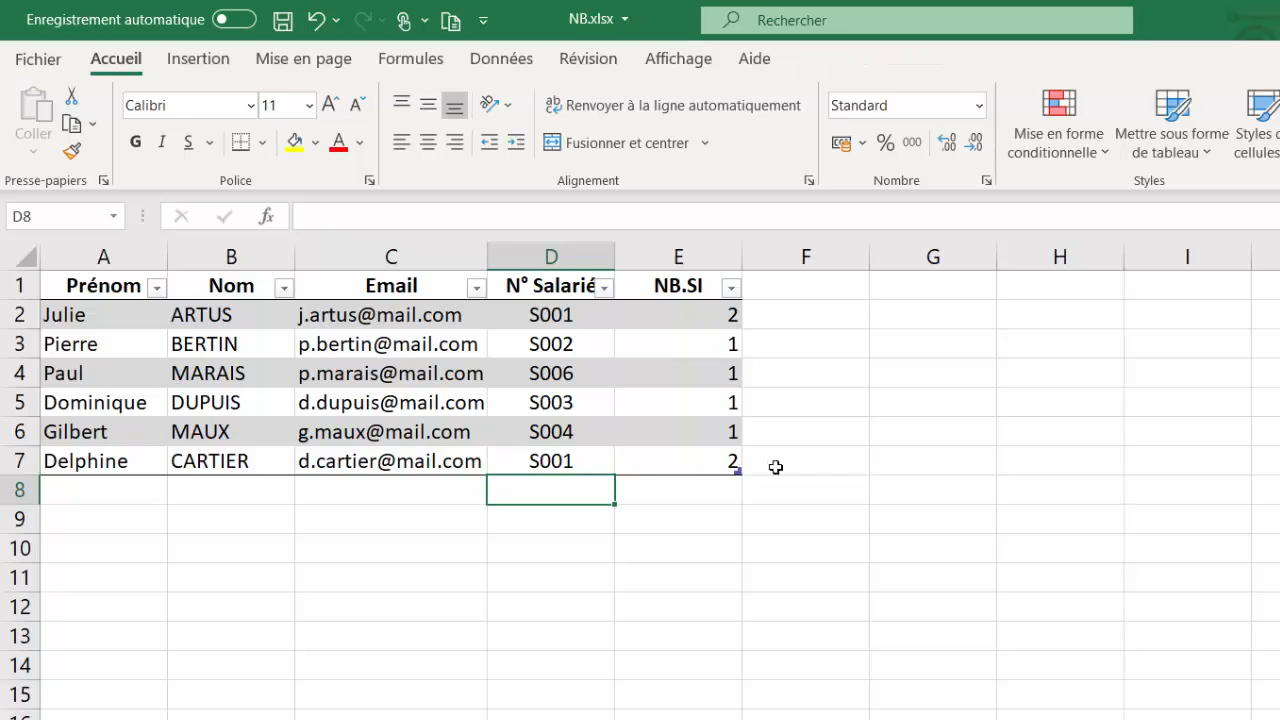 Enregistrement automatique NB.xlsx Rechercher
Fichier Accueil Insertion Mise en page Formules Données Révision Affichage Aide
Coller Calibri 11 Renvoyer à la ligne automatiquement Standard Mise en forme conditionnelle Mettre sous forme de tableau Styles
G I S A Fusionner et centrer % 000 cellules
Presse-papiers Police Alignement Nombre Styles
D8 fx
A B C D E F G H I
1 Prénom Nom Email N° Salarié NB.SI
2 Julie ARTUS j.artus@mail.com S001 2
3 Pierre BERTIN p.bertin@mail.com S002 1
4 Paul MARAIS p.marais@mail.com S006 1
5 Dominique DUPUIS d.dupuis@mail.com S003 1
6 Gilbert MAUX g.maux@mail.com S004 1
7 Delphine CARTIER d.cartier@mail.com S001 2
8
9
10
11
12
13
14
15